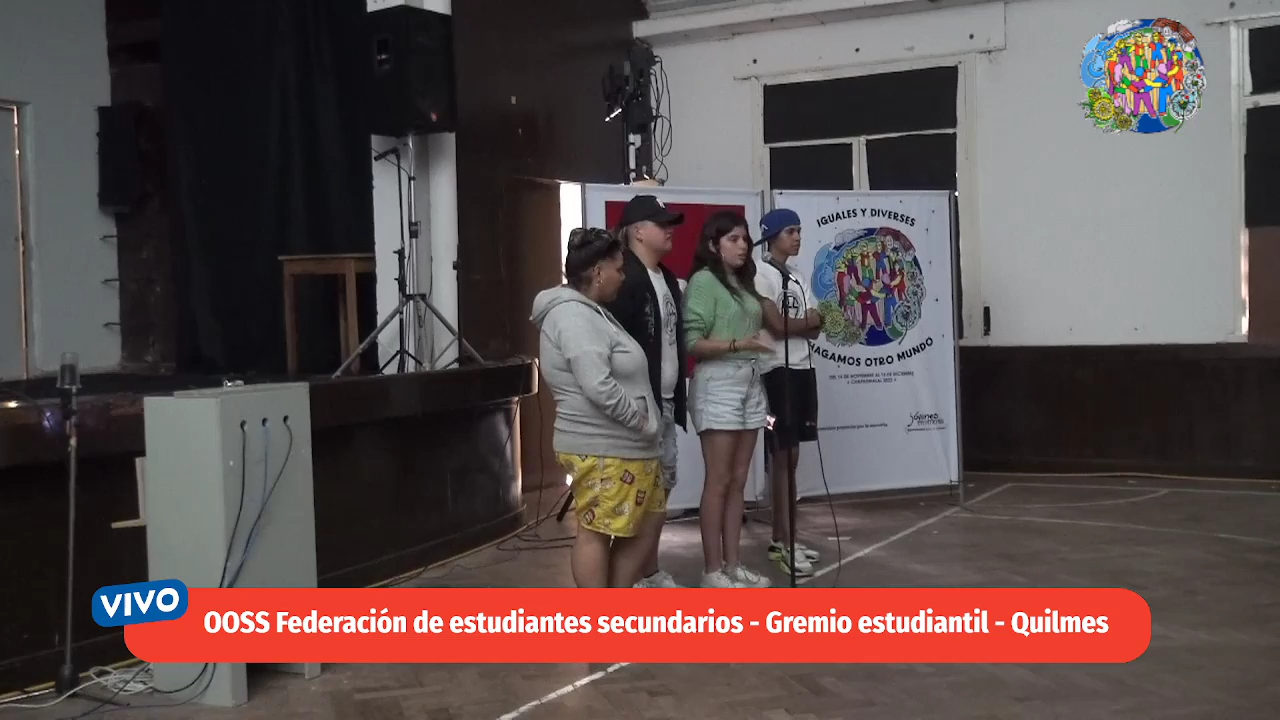 IGUALES Y DIVERSES
HAGAMOS OTRO MUNDO
VIVO
OOSS Federación de estudiantes secundarios - Gremio estudiantil - Quilmes